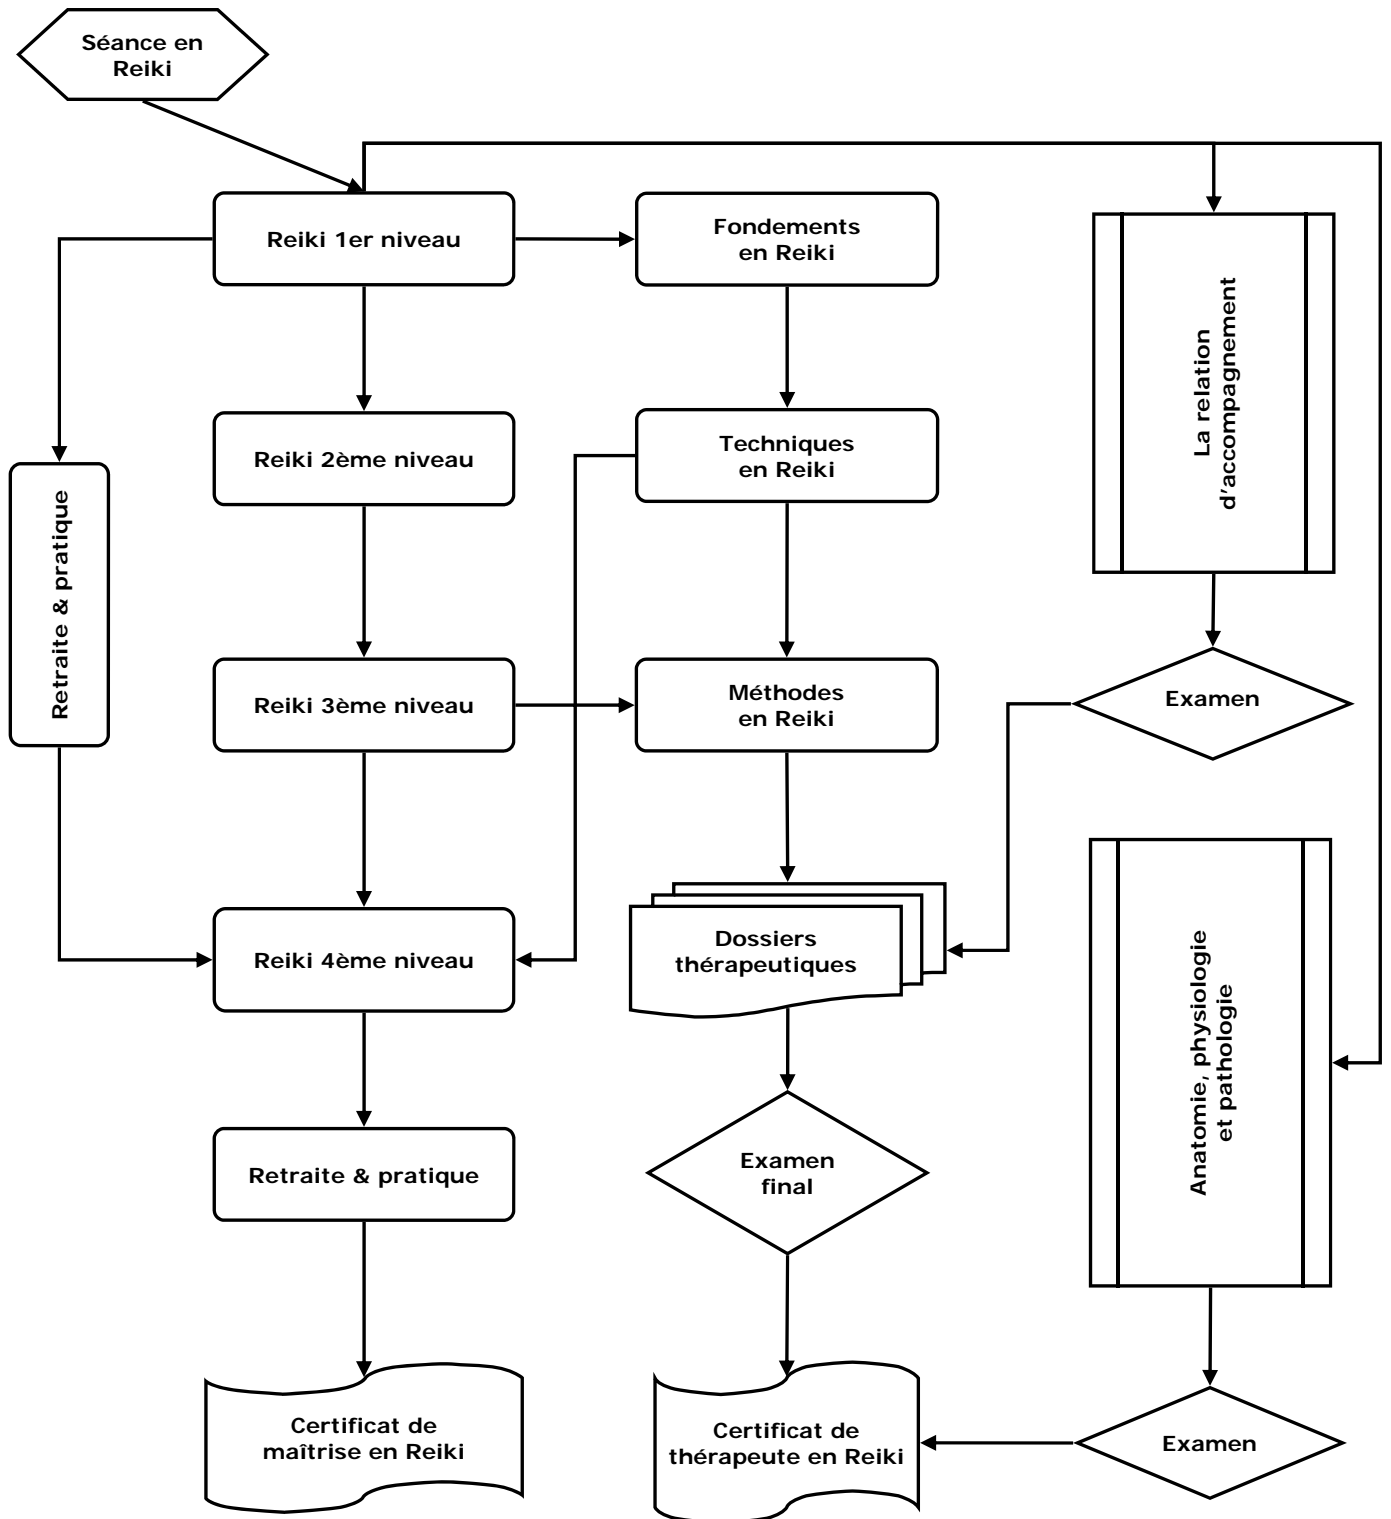 Séance en
Reiki
Reiki 1er niveau
Fondements
en Reiki
La relation
d'accompagnement
Reiki 2ème niveau
Techniques
en Reiki
Retraite & pratique
Reiki 3ème niveau
Méthodes
en Reiki
Examen
Reiki 4ème niveau
Dossiers
thérapeutiques
Anatomie, physiologie
et pathologie
Retraite & pratique
Examen
final
Certificat de
maîtrise en Reiki
Certificat de
thérapeute en Reiki
Examen